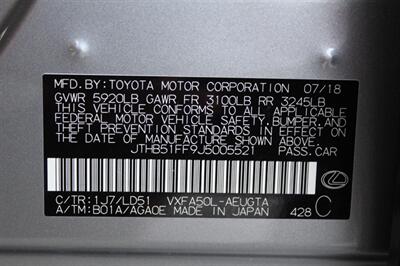 MFD. BY: TOYOTA MOTOR CORPORATION 07/18
GVWR 5920LB GAWR FR 3100LB RR 3245LB
THIS VEHICLE CONFORMS TO ALL APPLICABLE
FEDERAL MOTOR VEHICLE SAFETY, BUMPER, AND
THEFT PREVENTION STANDARDS IN EFFECT ON
THE DATE OF MANUFACTURE SHOWN ABOVE.
JTHB51FF9J5005521 PASS. CAR
C/TR: 1J7/LD51 VXFA50L-AEUGTA
A/TM: B01A/AGA0E MADE IN JAPAN 428 C